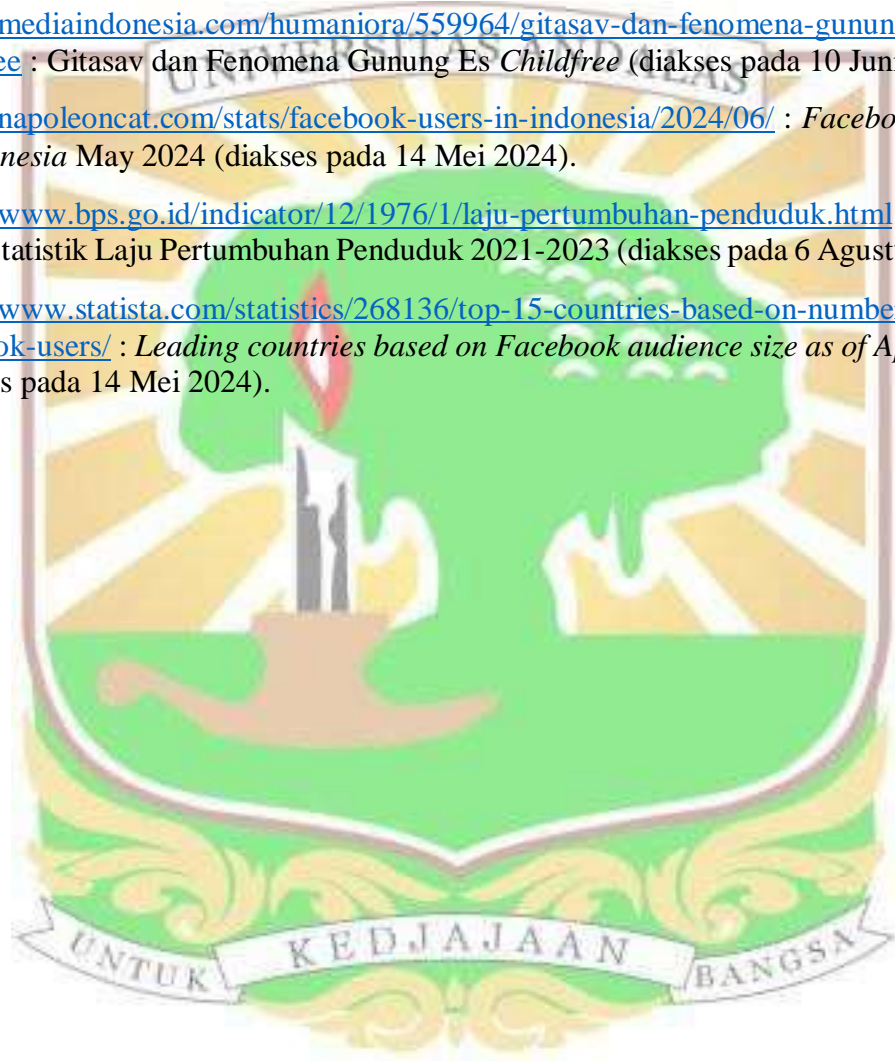 mediaindonesia.com/humaniora/559964/gitasav-dan-fenomena-gunun
ee : Gitasav dan Fenomena Gunung Es Childfree (diakses pada 10 Juni
UNIVERSITAS ANDALAS
napoleoncat.com/stats/facebook-users-in-indonesia/2024/06/ : Facebo
nesia May 2024 (diakses pada 14 Mei 2024).
www.bps.go.id/indicator/12/1976/1/laju-pertumbuhan-penduduk.html
tatistik Laju Pertumbuhan Penduduk 2021-2023 (diakses pada 6 Agust
www.statista.com/statistics/268136/top-15-countries-based-on-numbe
ok-users/ : Leading countries based on Facebook audience size as of Ap
s pada 14 Mei 2024).
UNTUK KEDJAJAAN BANGSA